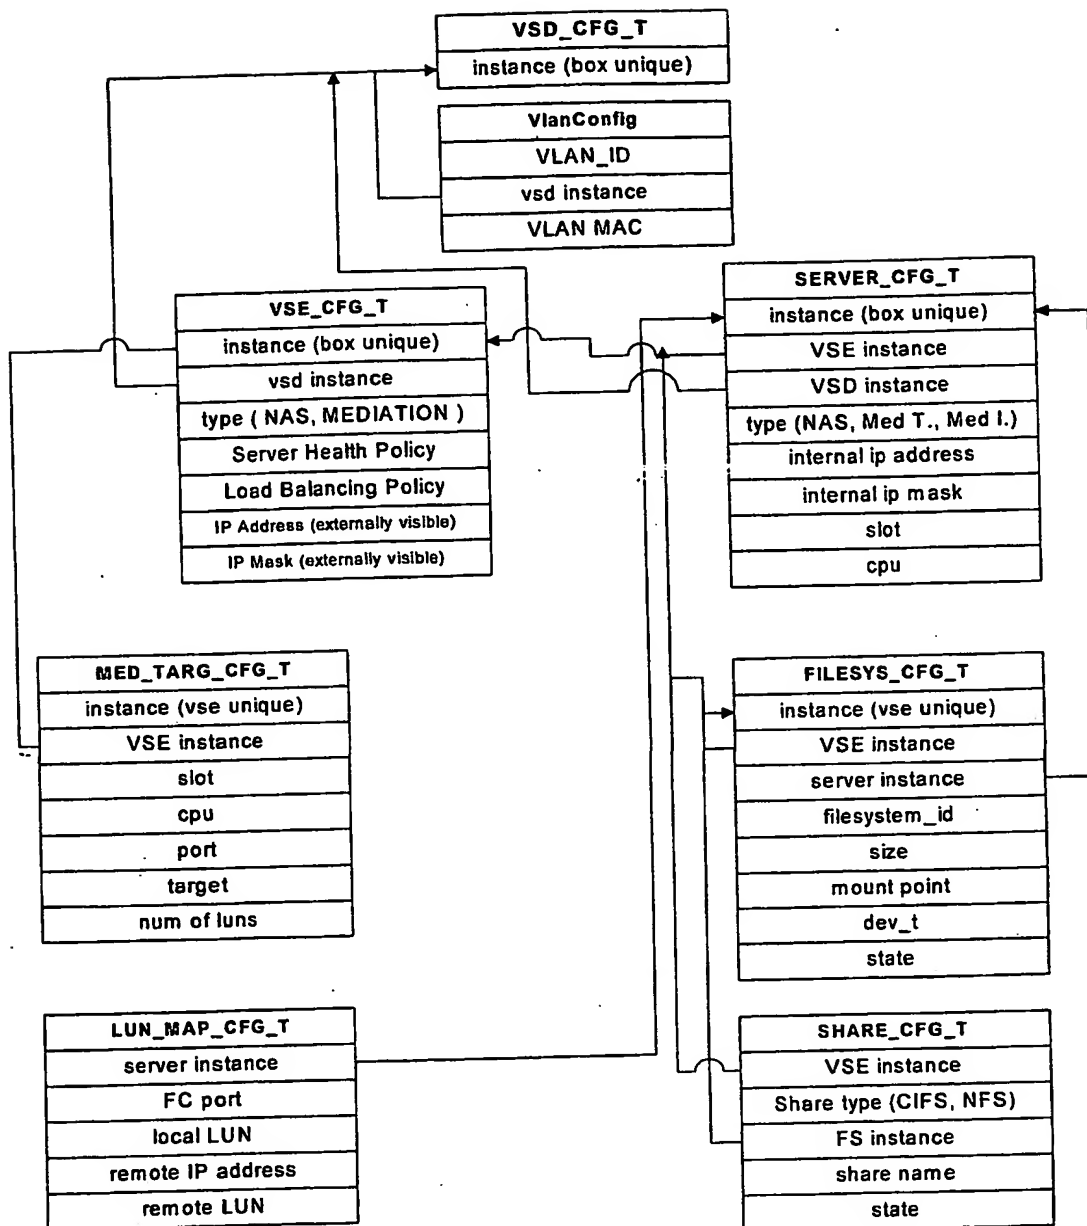 VSD_CFG_T
instance (box unique)
VlanConfig
VLAN_ID
vsd instance
VLAN MAC
VSE_CFG_T
instance (box unique)
vsd instance
type ( NAS, MEDIATION )
Server Health Policy
Load Balancing Policy
IP Address (externally visible)
IP Mask (externally visible)
SERVER_CFG_T
instance (box unique)
VSE instance
VSD instance
type (NAS, Med T., Med I.)
internal ip address
internal ip mask
slot
cpu
MED_TARG_CFG_T
instance (vse unique)
VSE instance
slot
cpu
port
target
num of luns
FILESYS_CFG_T
instance (vse unique)
VSE instance
server instance
filesystem_id
size
mount point
dev_t
state
LUN_MAP_CFG_T
server instance
FC port
local LUN
remote IP address
remote LUN
SHARE_CFG_T
VSE instance
Share type (CIFS, NFS)
FS instance
share name
state